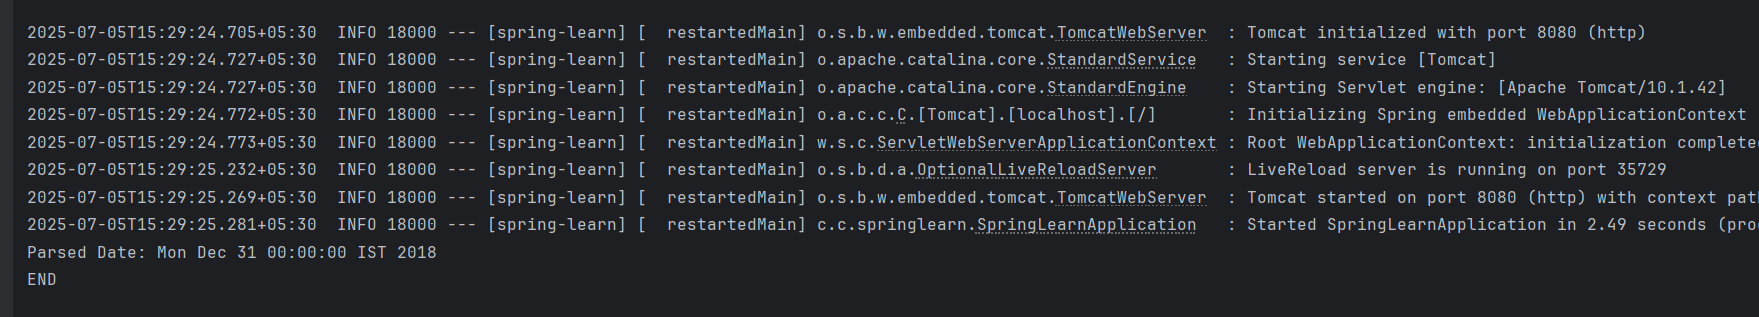 2025-07-05T15:29:24.705+05:30  INFO 18000 --- [spring-learn] [  restartedMain] o.s.b.w.embedded.tomcat.TomcatWebServer  : Tomcat initialized with port 8080 (http)
2025-07-05T15:29:24.727+05:30  INFO 18000 --- [spring-learn] [  restartedMain] o.apache.catalina.core.StandardService   : Starting service [Tomcat]
2025-07-05T15:29:24.727+05:30  INFO 18000 --- [spring-learn] [  restartedMain] o.apache.catalina.core.StandardEngine    : Starting Servlet engine: [Apache Tomcat/10.1.42]
2025-07-05T15:29:24.772+05:30  INFO 18000 --- [spring-learn] [  restartedMain] o.a.c.c.C.[Tomcat].[localhost].[/]       : Initializing Spring embedded WebApplicationContext
2025-07-05T15:29:24.773+05:30  INFO 18000 --- [spring-learn] [  restartedMain] w.s.c.ServletWebServerApplicationContext : Root WebApplicationContext: initialization complete
2025-07-05T15:29:25.232+05:30  INFO 18000 --- [spring-learn] [  restartedMain] o.s.b.d.a.OptionalLiveReloadServer       : LiveReload server is running on port 35729
2025-07-05T15:29:25.269+05:30  INFO 18000 --- [spring-learn] [  restartedMain] o.s.b.w.embedded.tomcat.TomcatWebServer  : Tomcat started on port 8080 (http) with context pat
2025-07-05T15:29:25.281+05:30  INFO 18000 --- [spring-learn] [  restartedMain] c.c.springlearn.SpringLearnApplication   : Started SpringLearnApplication in 2.49 seconds (pro
Parsed Date: Mon Dec 31 00:00:00 IST 2018
END